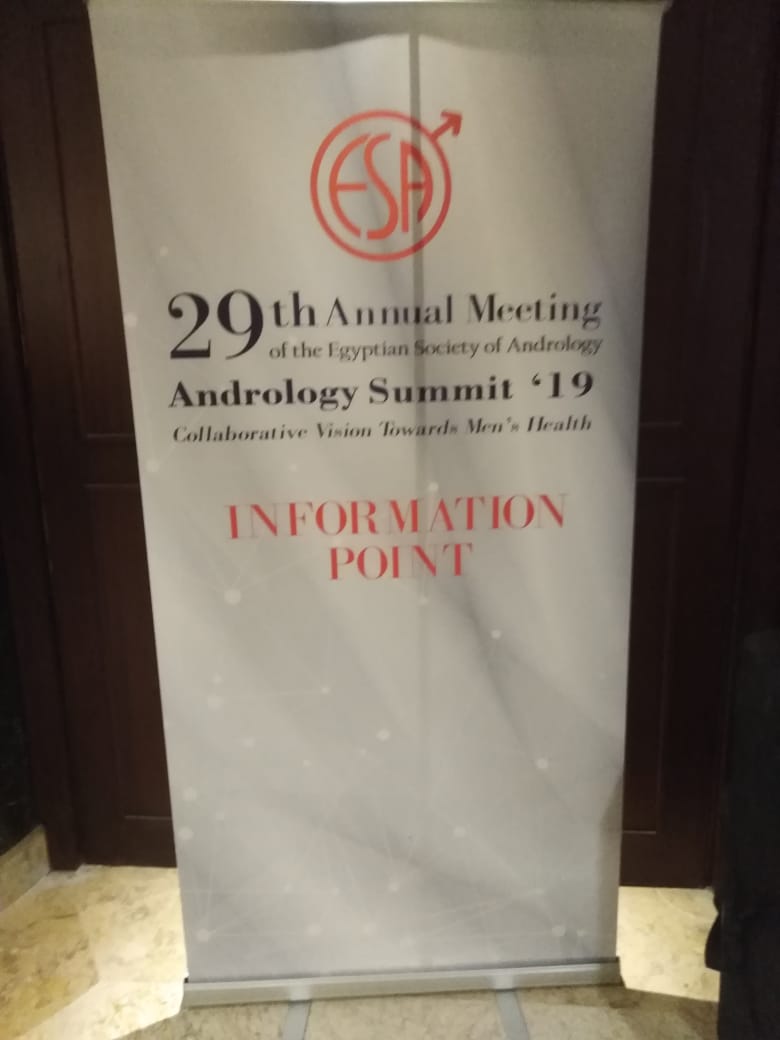 ESA
29th Annual Meeting
of the Egyptian Society of Andrology
Andrology Summit ‘19
Collaborative Vision Towards Men's Health
INFORMATION
POINT